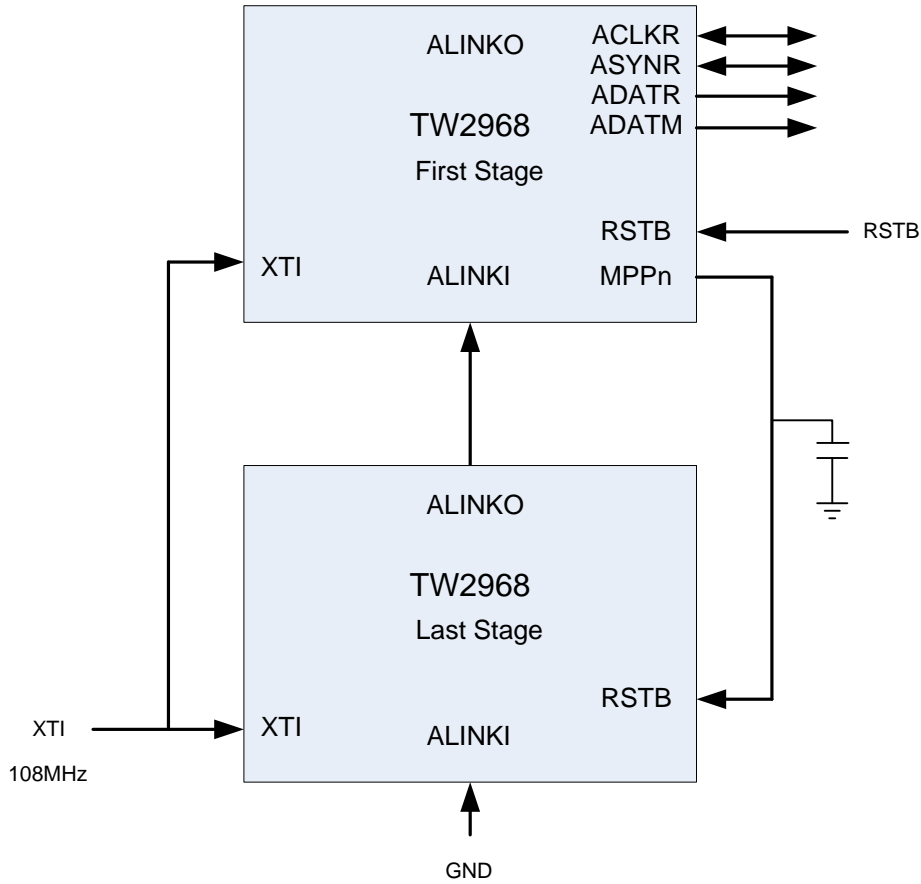 ALINKO
ACLKR
ASYNR
ADATR
ADATM
TW2968
First Stage
RSTB
RSTB
XTI
ALINKI
MPPn
ALINKO
TW2968
Last Stage
RSTB
XTI
XTI
ALINKI
108MHz
GND